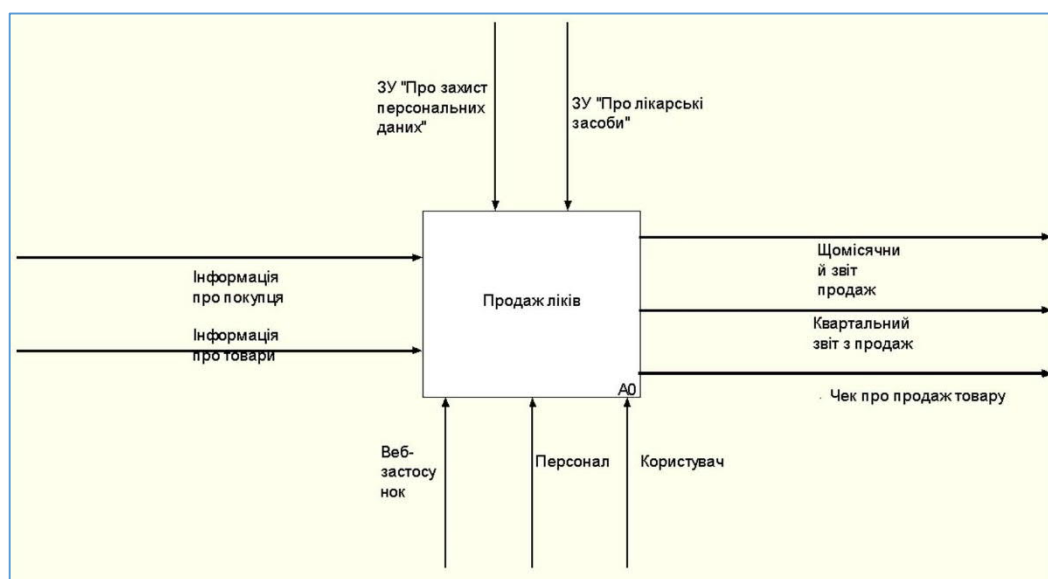 ЗУ "Про захист
персональних
даних"
ЗУ "Про лікарські
засоби"
Інформація
про покупця
Інформація
про товари
Продаж ліків
A0
Щомісячни
й звіт
продаж
Квартальний
звіт з продаж
Чек про продаж товару
Веб-
застосу
нок
Персонал
Користувач